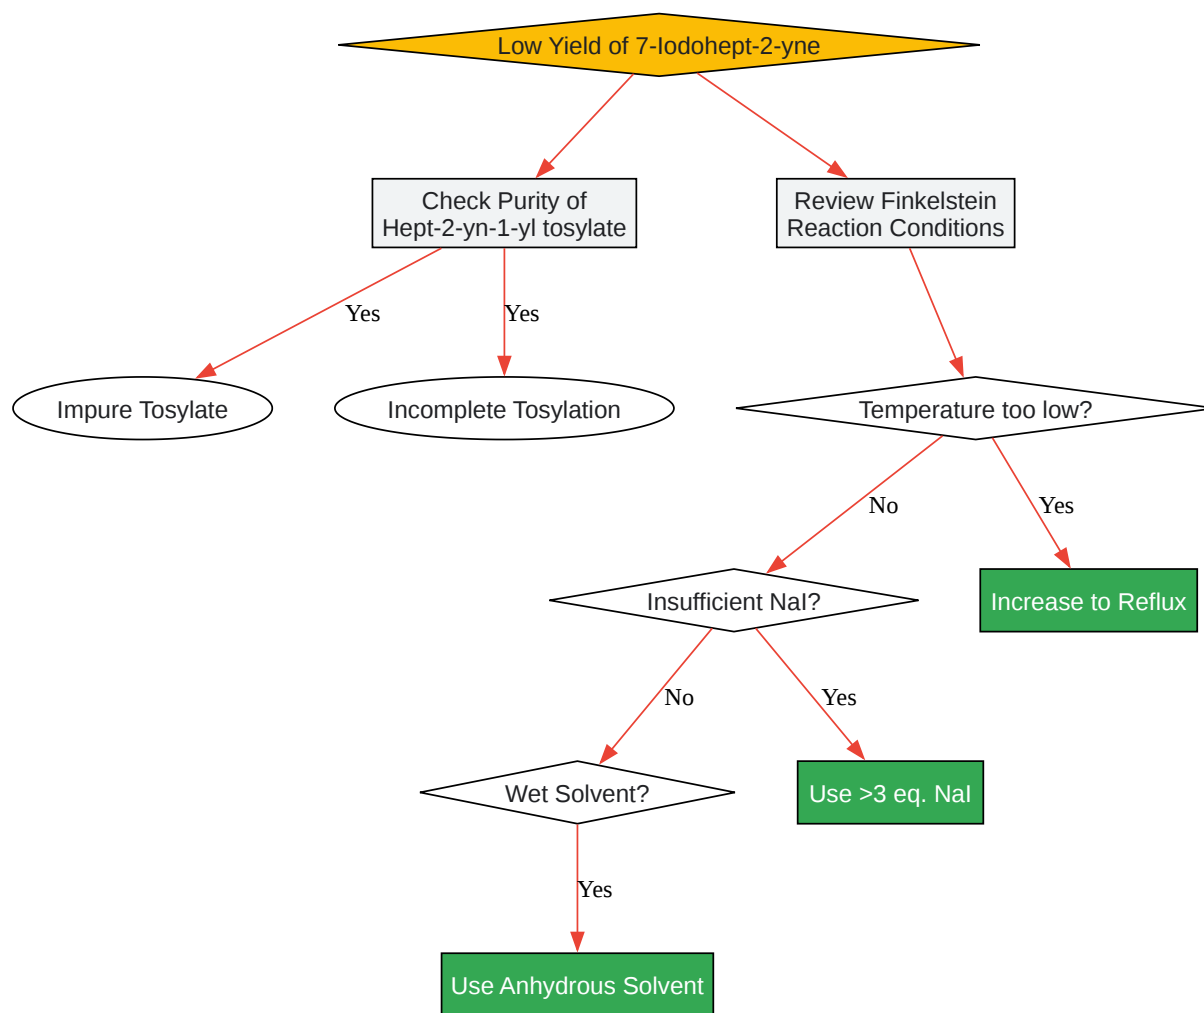 Low Yield of 7-Iodohept-2-yne
Check Purity of
Hept-2-yn-1-yl tosylate
Review Finkelstein
Reaction Conditions
Yes
Yes
Impure Tosylate
Incomplete Tosylation
Temperature too low?
No
Yes
Insufficient NaI?
Increase to Reflux
No
Yes
Wet Solvent?
Use >3 eq. NaI
Yes
Use Anhydrous Solvent